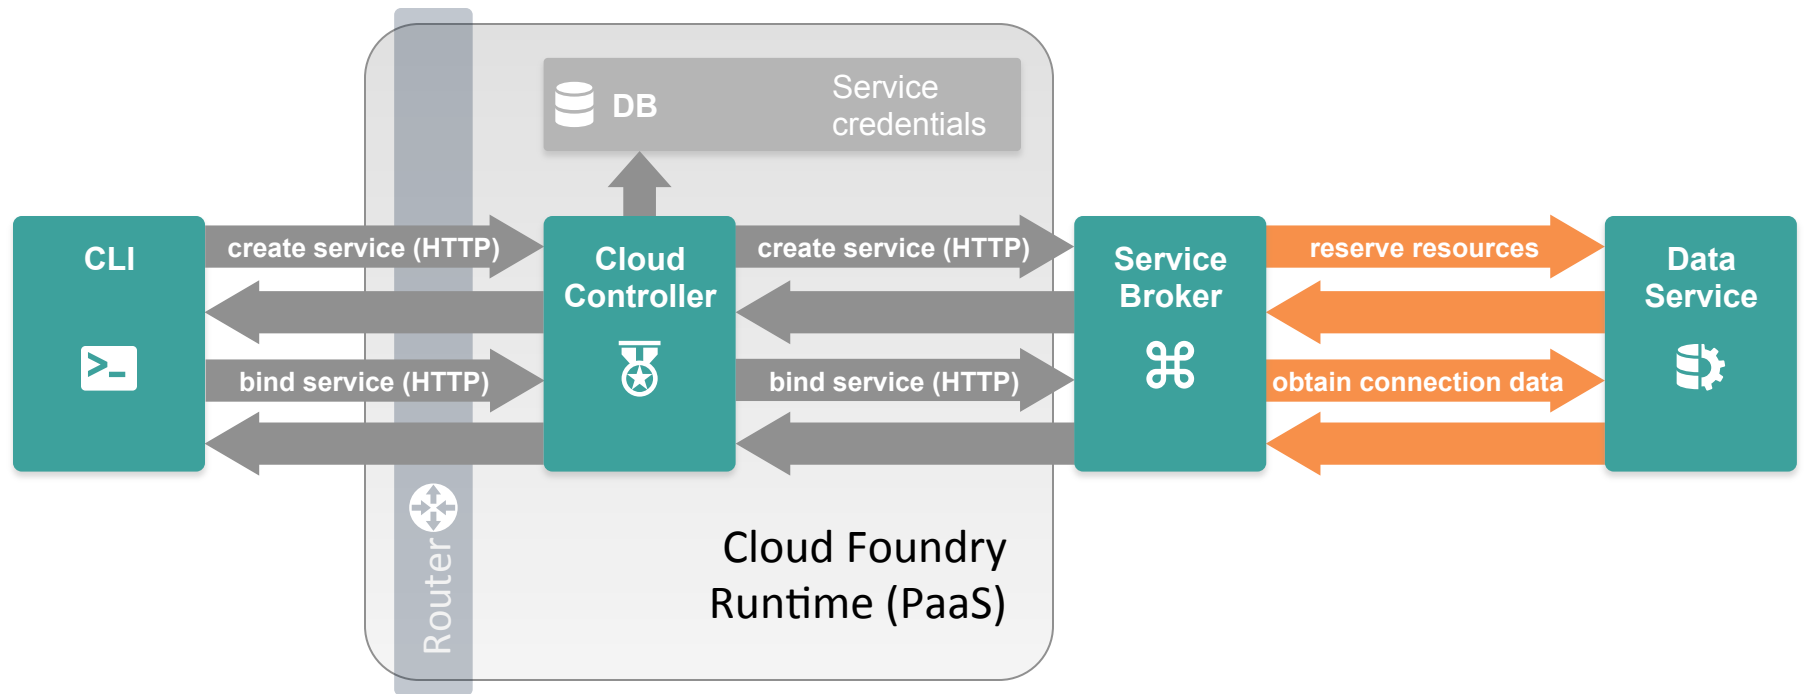 DB
Service
credentials
CLI
create service (HTTP)
Cloud
Controller
create service (HTTP)
Service
Broker
reserve resources
Data
Service
>_
bind service (HTTP)
bind service (HTTP)
obtain connection data
Router
Cloud Foundry
Runtime (PaaS)